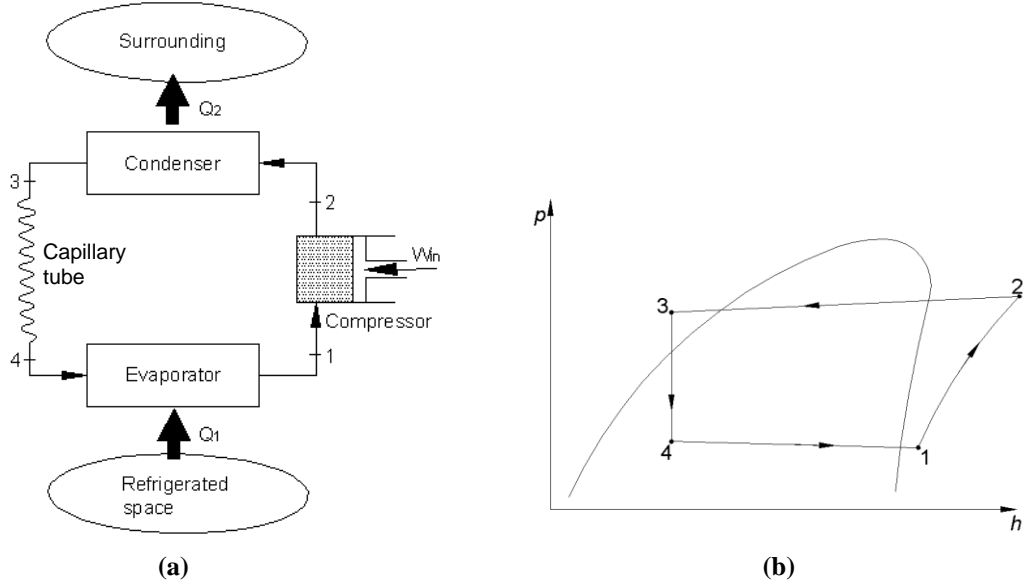 Surrounding
Q2
Condenser
3
2
Capillary
tube
Win
Compressor
4
1
Evaporator
Q1
Refrigerated
space
(a)
p
3
2
4
1
h
(b)